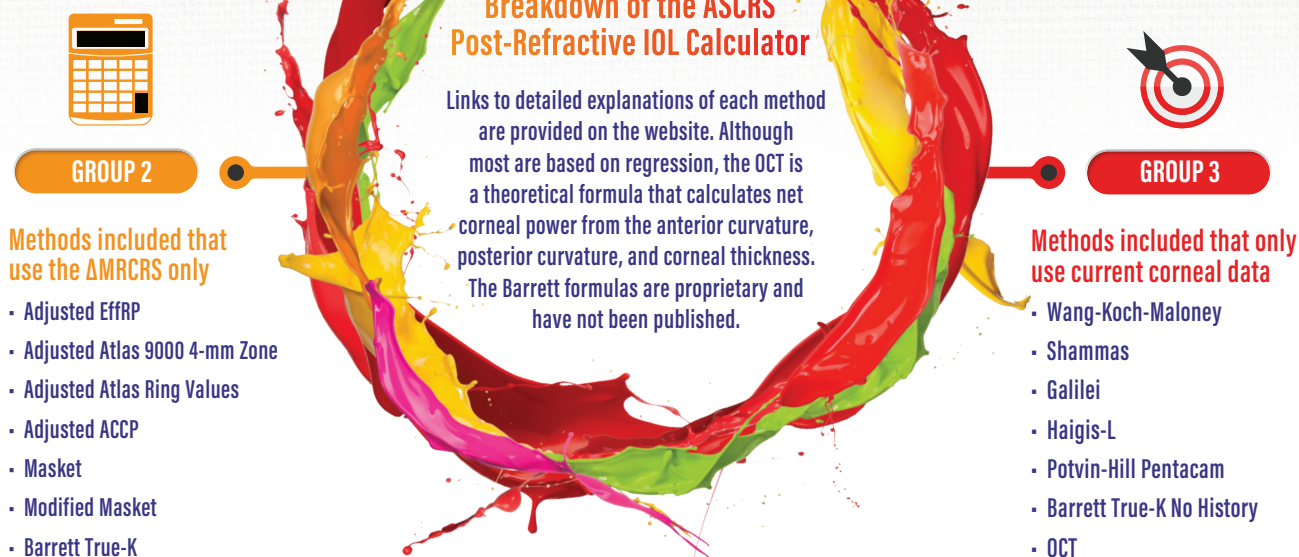 Breakdown of the ASCRS
Post-Refractive IOL Calculator
Links to detailed explanations of each method
are provided on the website. Although
most are based on regression, the OCT is
a theoretical formula that calculates net
corneal power from the anterior curvature,
posterior curvature, and corneal thickness.
The Barrett formulas are proprietary and
have not been published.
GROUP 2
Methods included that
use the ΔMRCRS only
· Adjusted EffRP
· Adjusted Atlas 9000 4-mm Zone
· Adjusted Atlas Ring Values
· Adjusted ACCP
· Masket
· Modified Masket
· Barrett True-K
GROUP 3
Methods included that only
use current corneal data
· Wang-Koch-Maloney
· Shammas
· Galilei
· Haigis-L
· Potvin-Hill Pentacam
· Barrett True-K No History
· OCT